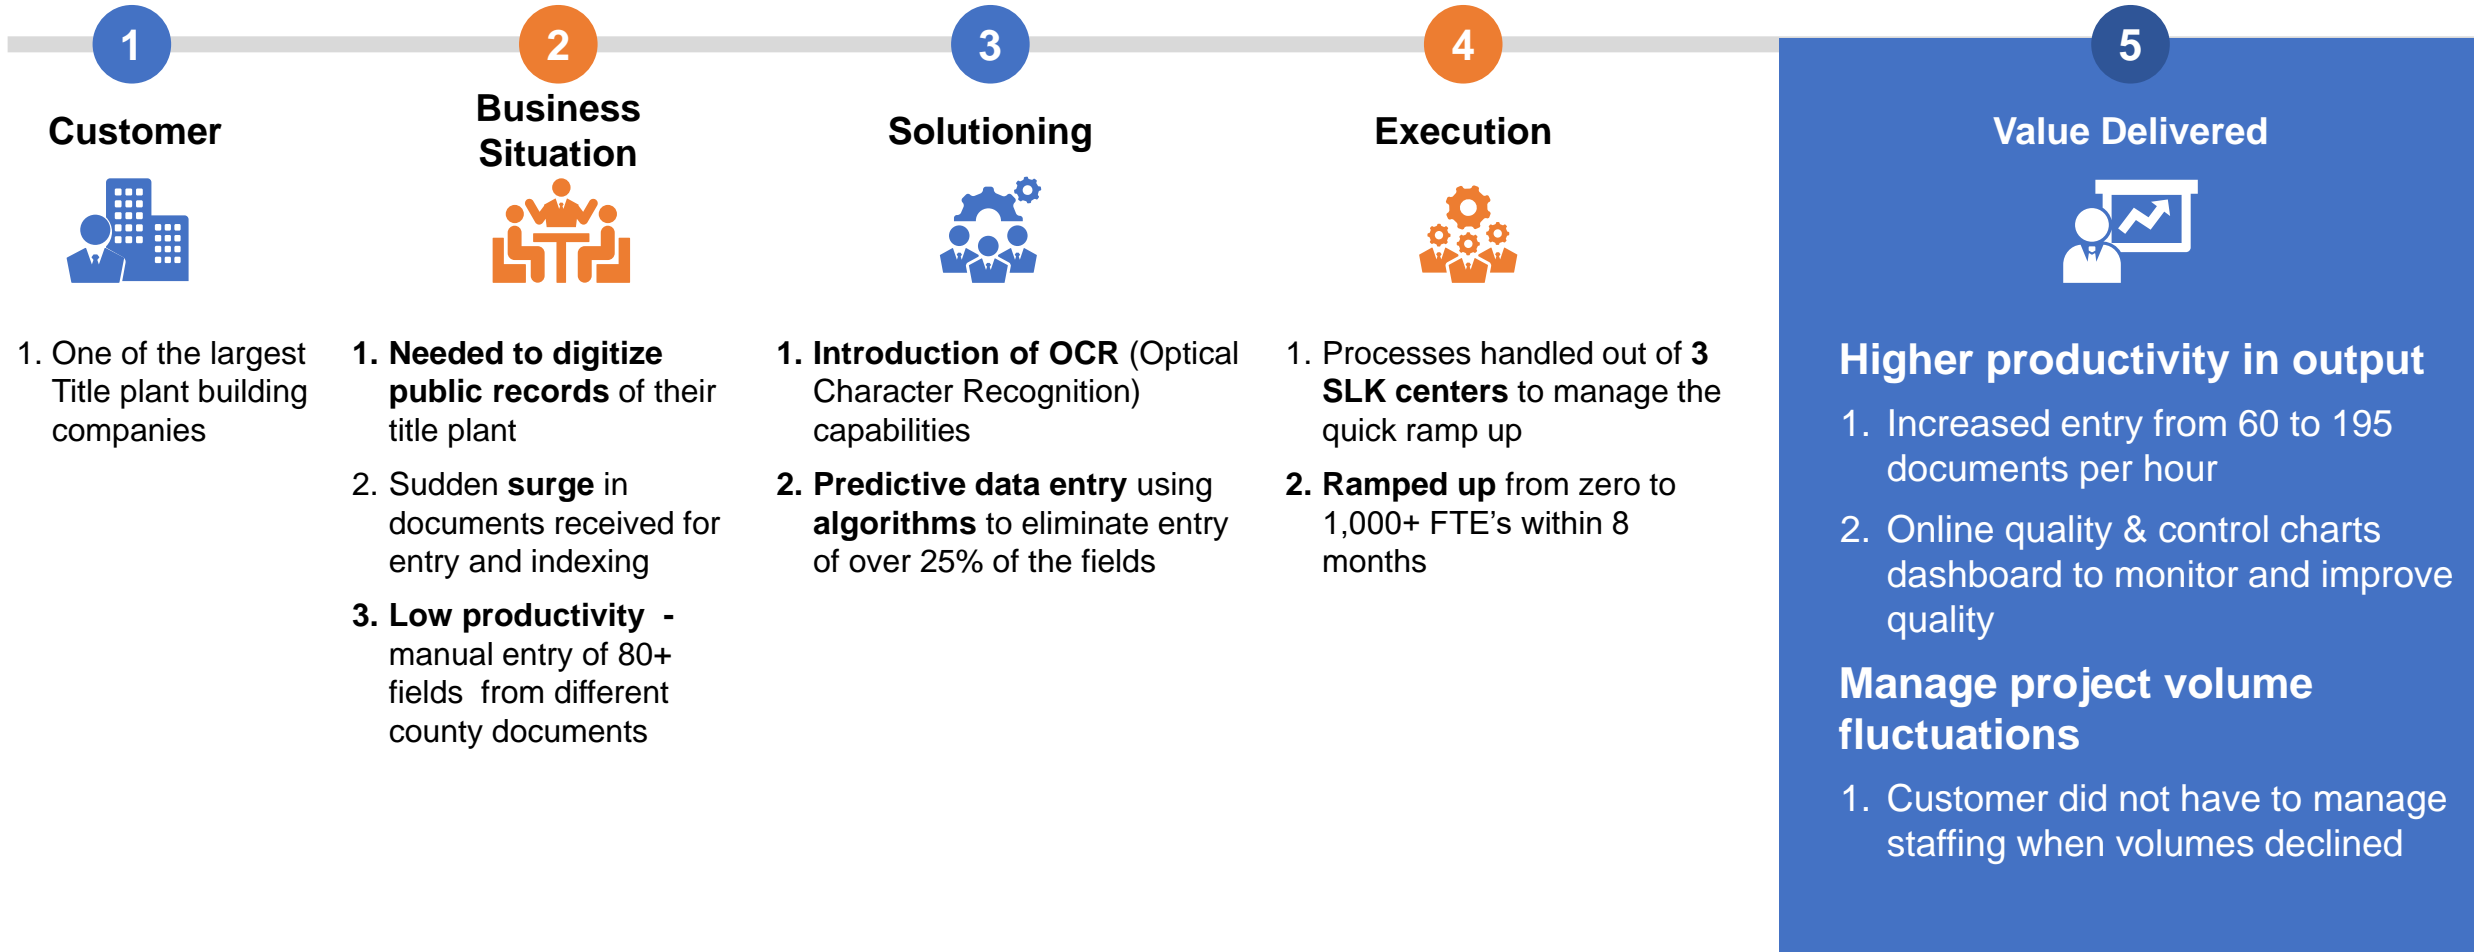 1
Customer
1. One of the largest
Title plant building
companies
2
Business
Situation
1. Needed to digitize
public records of their
title plant
2. Sudden surge in
documents received for
entry and indexing
3. Low productivity  -
manual entry of 80+
fields  from different
county documents
3
Solutioning
1. Introduction of OCR (Optical
Character Recognition)
capabilities
2. Predictive data entry using
algorithms to eliminate entry
of over 25% of the fields
4
Execution
1. Processes handled out of 3
SLK centers to manage the
quick ramp up
2. Ramped up from zero to
1,000+ FTE’s within 8
months
5
Value Delivered
Higher productivity in output
1. Increased entry from 60 to 195
documents per hour
2. Online quality & control charts
dashboard to monitor and improve
quality
Manage project volume
fluctuations
1. Customer did not have to manage
staffing when volumes declined